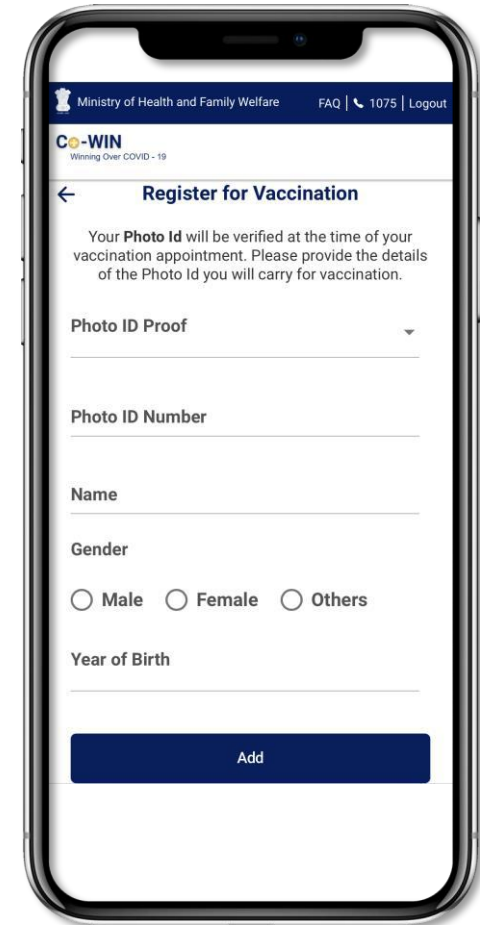 Ministry of Health and Family Welfare FAQ | 1075 | Logout
Co-WIN
Winning Over COVID - 19
Register for Vaccination
Your Photo Id will be verified at the time of your
vaccination appointment. Please provide the details
of the Photo Id you will carry for vaccination.
Photo ID Proof
Photo ID Number
Name
Gender
Male Female Others
Year of Birth
Add